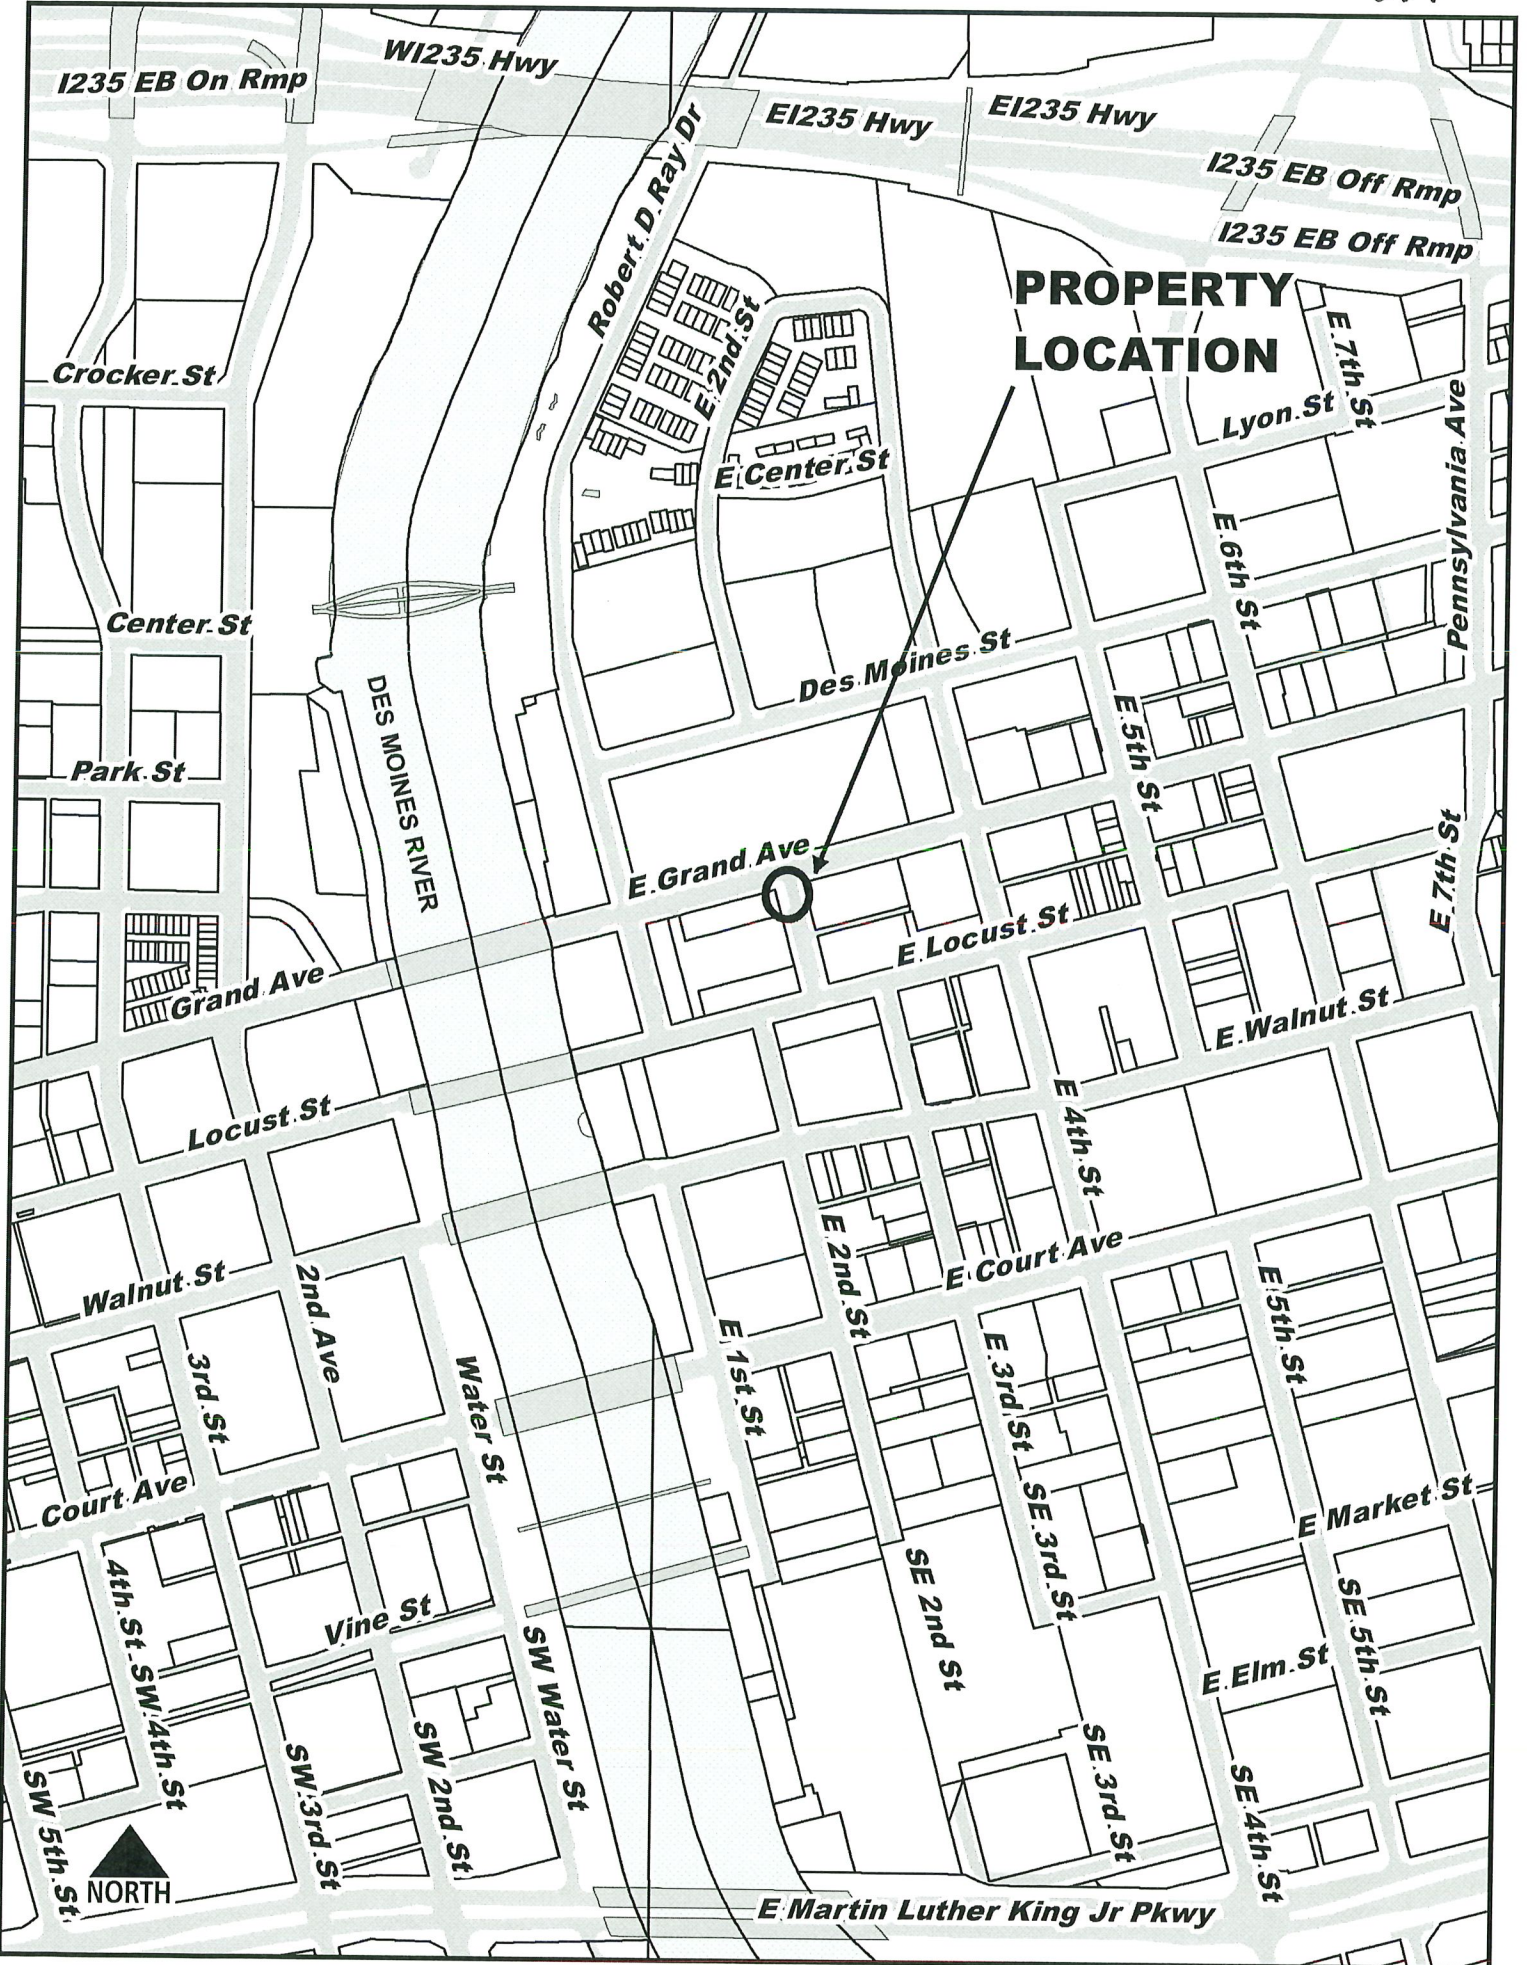 WI235 Hwy
I235 EB On Rmp
EI235 Hwy
EI235 Hwy
I235 EB Off Rmp
I235 EB Off Rmp
Robert D Ray Dr
PROPERTY
LOCATION
E 7th St
E 2nd St
Crocker St
Lyon St
Pennsylvania Ave
E Center St
E 6th St
Center St
Des Moines St
DES MOINES RIVER
E 5th St
Park St
E Grand Ave
E 7th St
E Locust St
Grand Ave
E Walnut St
Locust St
E 4th St
E 2nd St
E Court Ave
Walnut St
2nd Ave
E 5th St
E 1st St
E 3rd St
3rd St
Water St
Court Ave
SE 3rd St
E Market St
4th St
SE 2nd St
SE 5th St
Vine St
SW Water St
E Elm St
SW 4th St
SW 2nd St
SE 3rd St
SW 3rd St
SE 4th St
SW 5th St
NORTH
E Martin Luther King Jr Pkwy